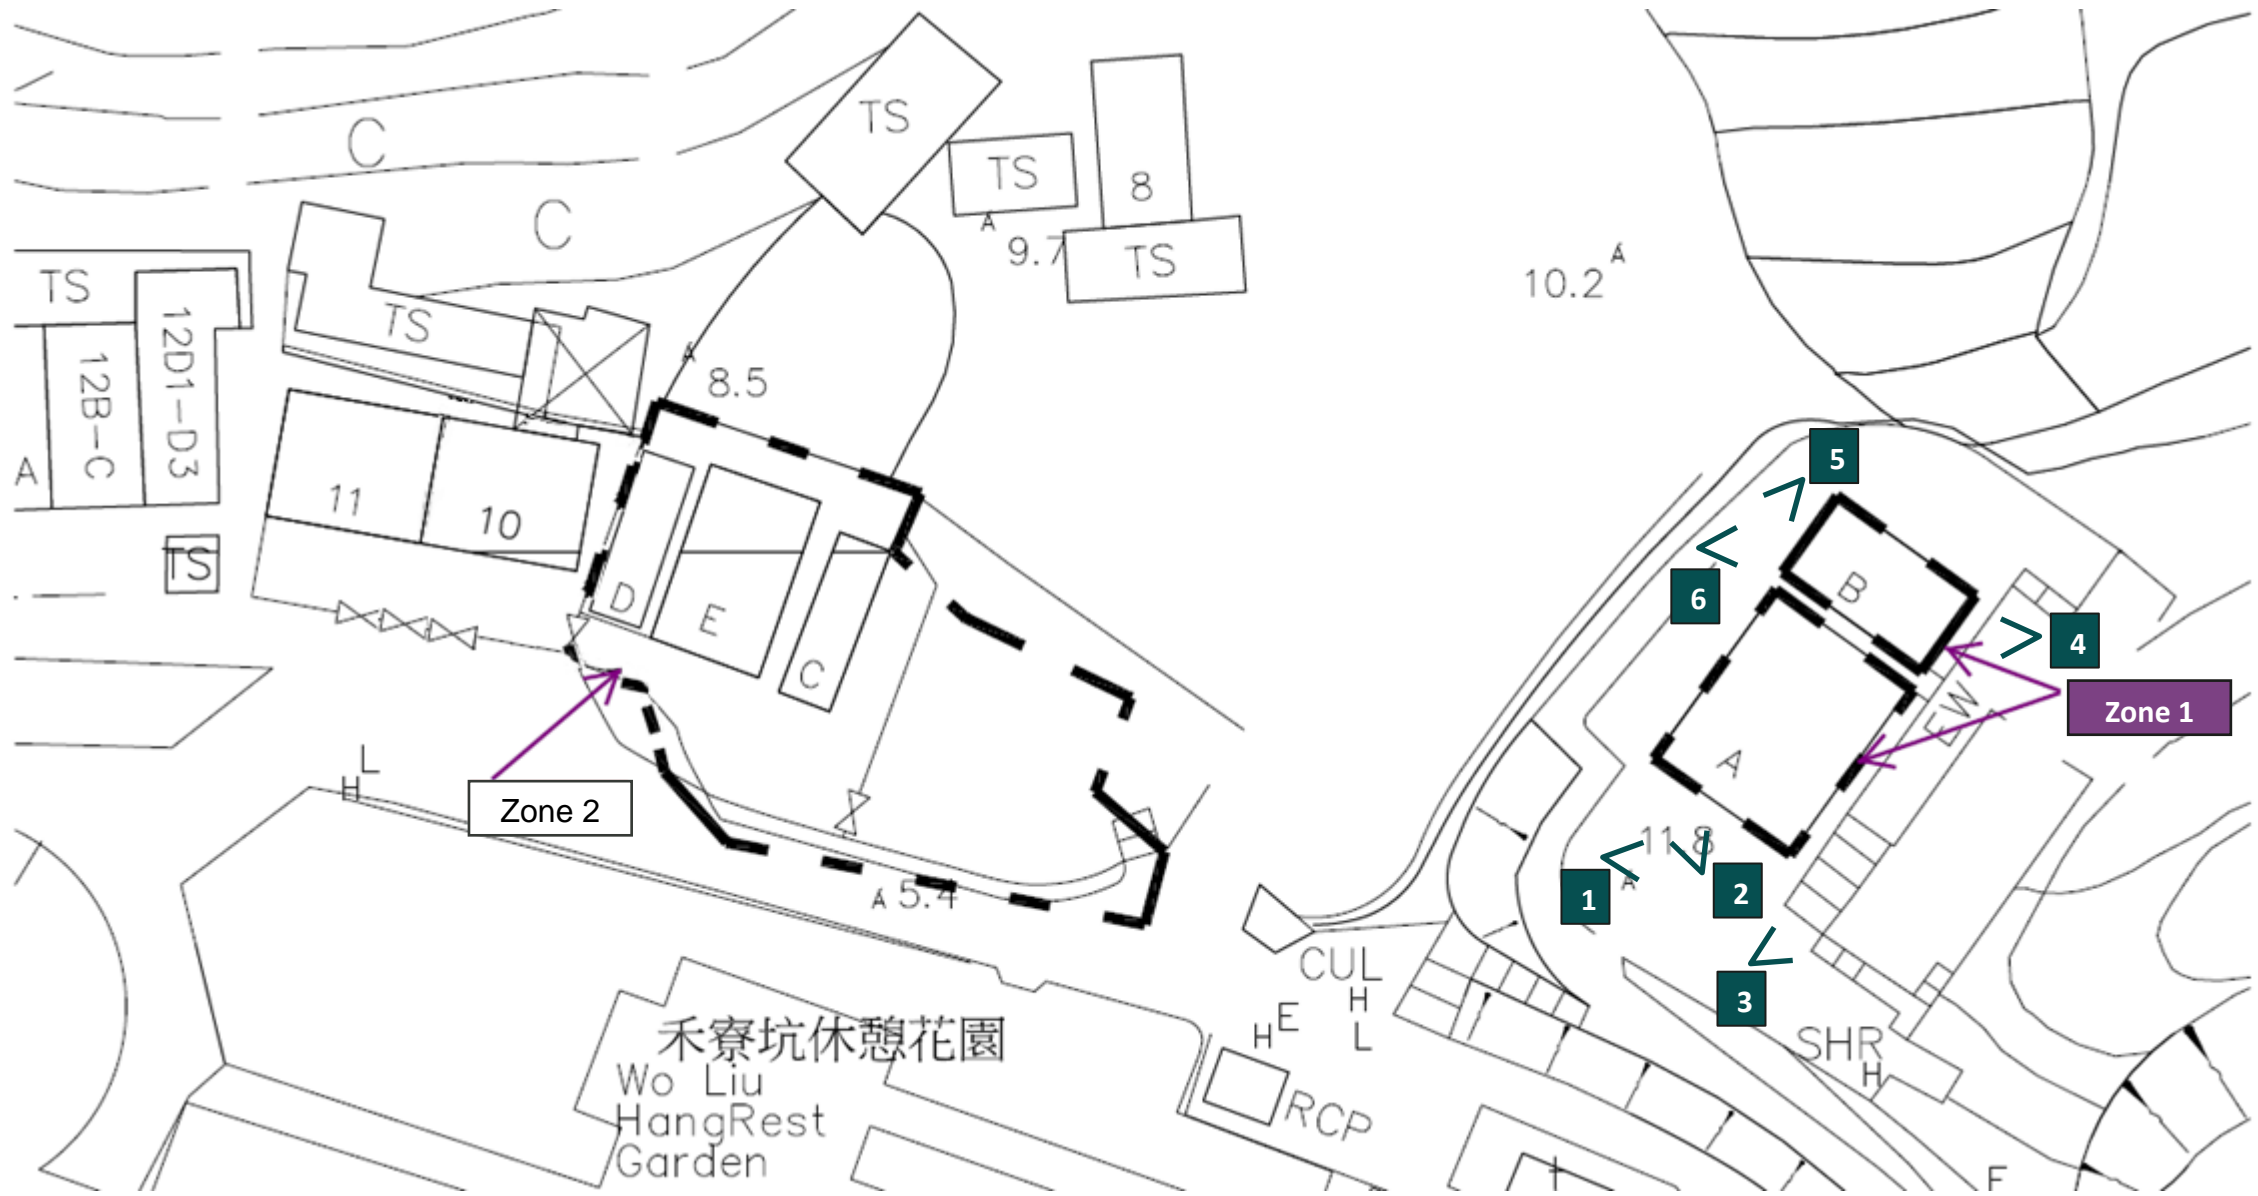 TS
C
TS
8
C
9.7
TS
10.2
TS
12D1-D3
TS
12B-C
8.5
A
11
10
TS
5
B
6
D
E
C
4
EW
Zone 1
A
L
H
Zone 2
11.8
1
2
5.4
CUL
3
H
E
H
L
SHR
H
禾寮坑休憩花園
Wo Liu
HangRest
Garden
RCP